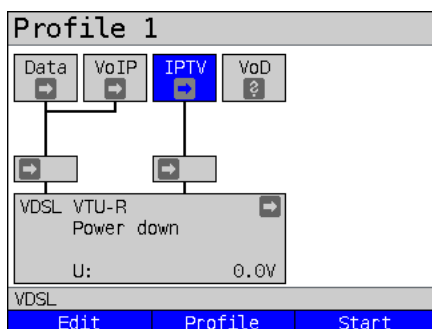 Profile 1
Data VoIP IPTV VoD
?
VDSL VTU-R
Power down
U: 0.0V
VDSL
Edit Profile Start